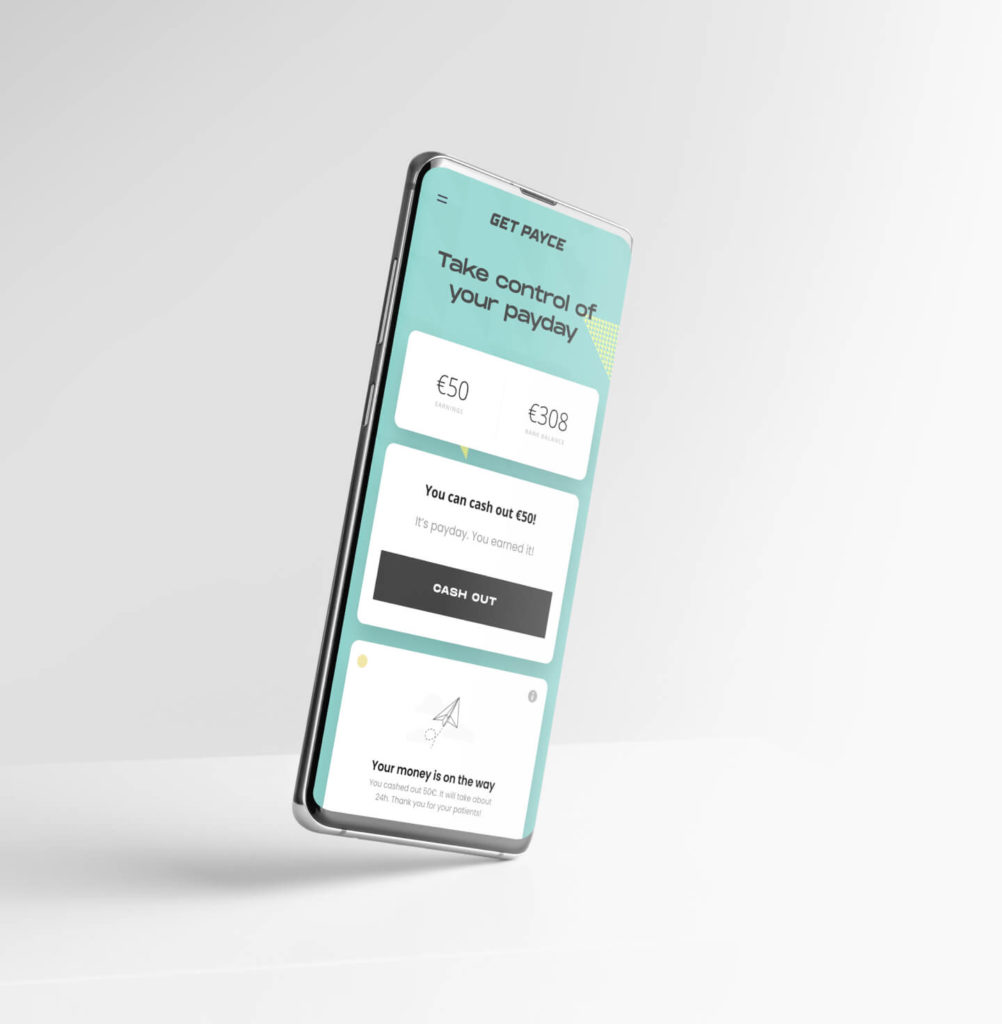 GET PAYCE
Take control of
your payday
€50
EARNINGS
€308
BANK BALANCE
You can cash out €50!
It's payday. You earned it!
CASH OUT
i
Your money is on the way
You cashed out 50€. It will take about
24h. Thank you for your patients!